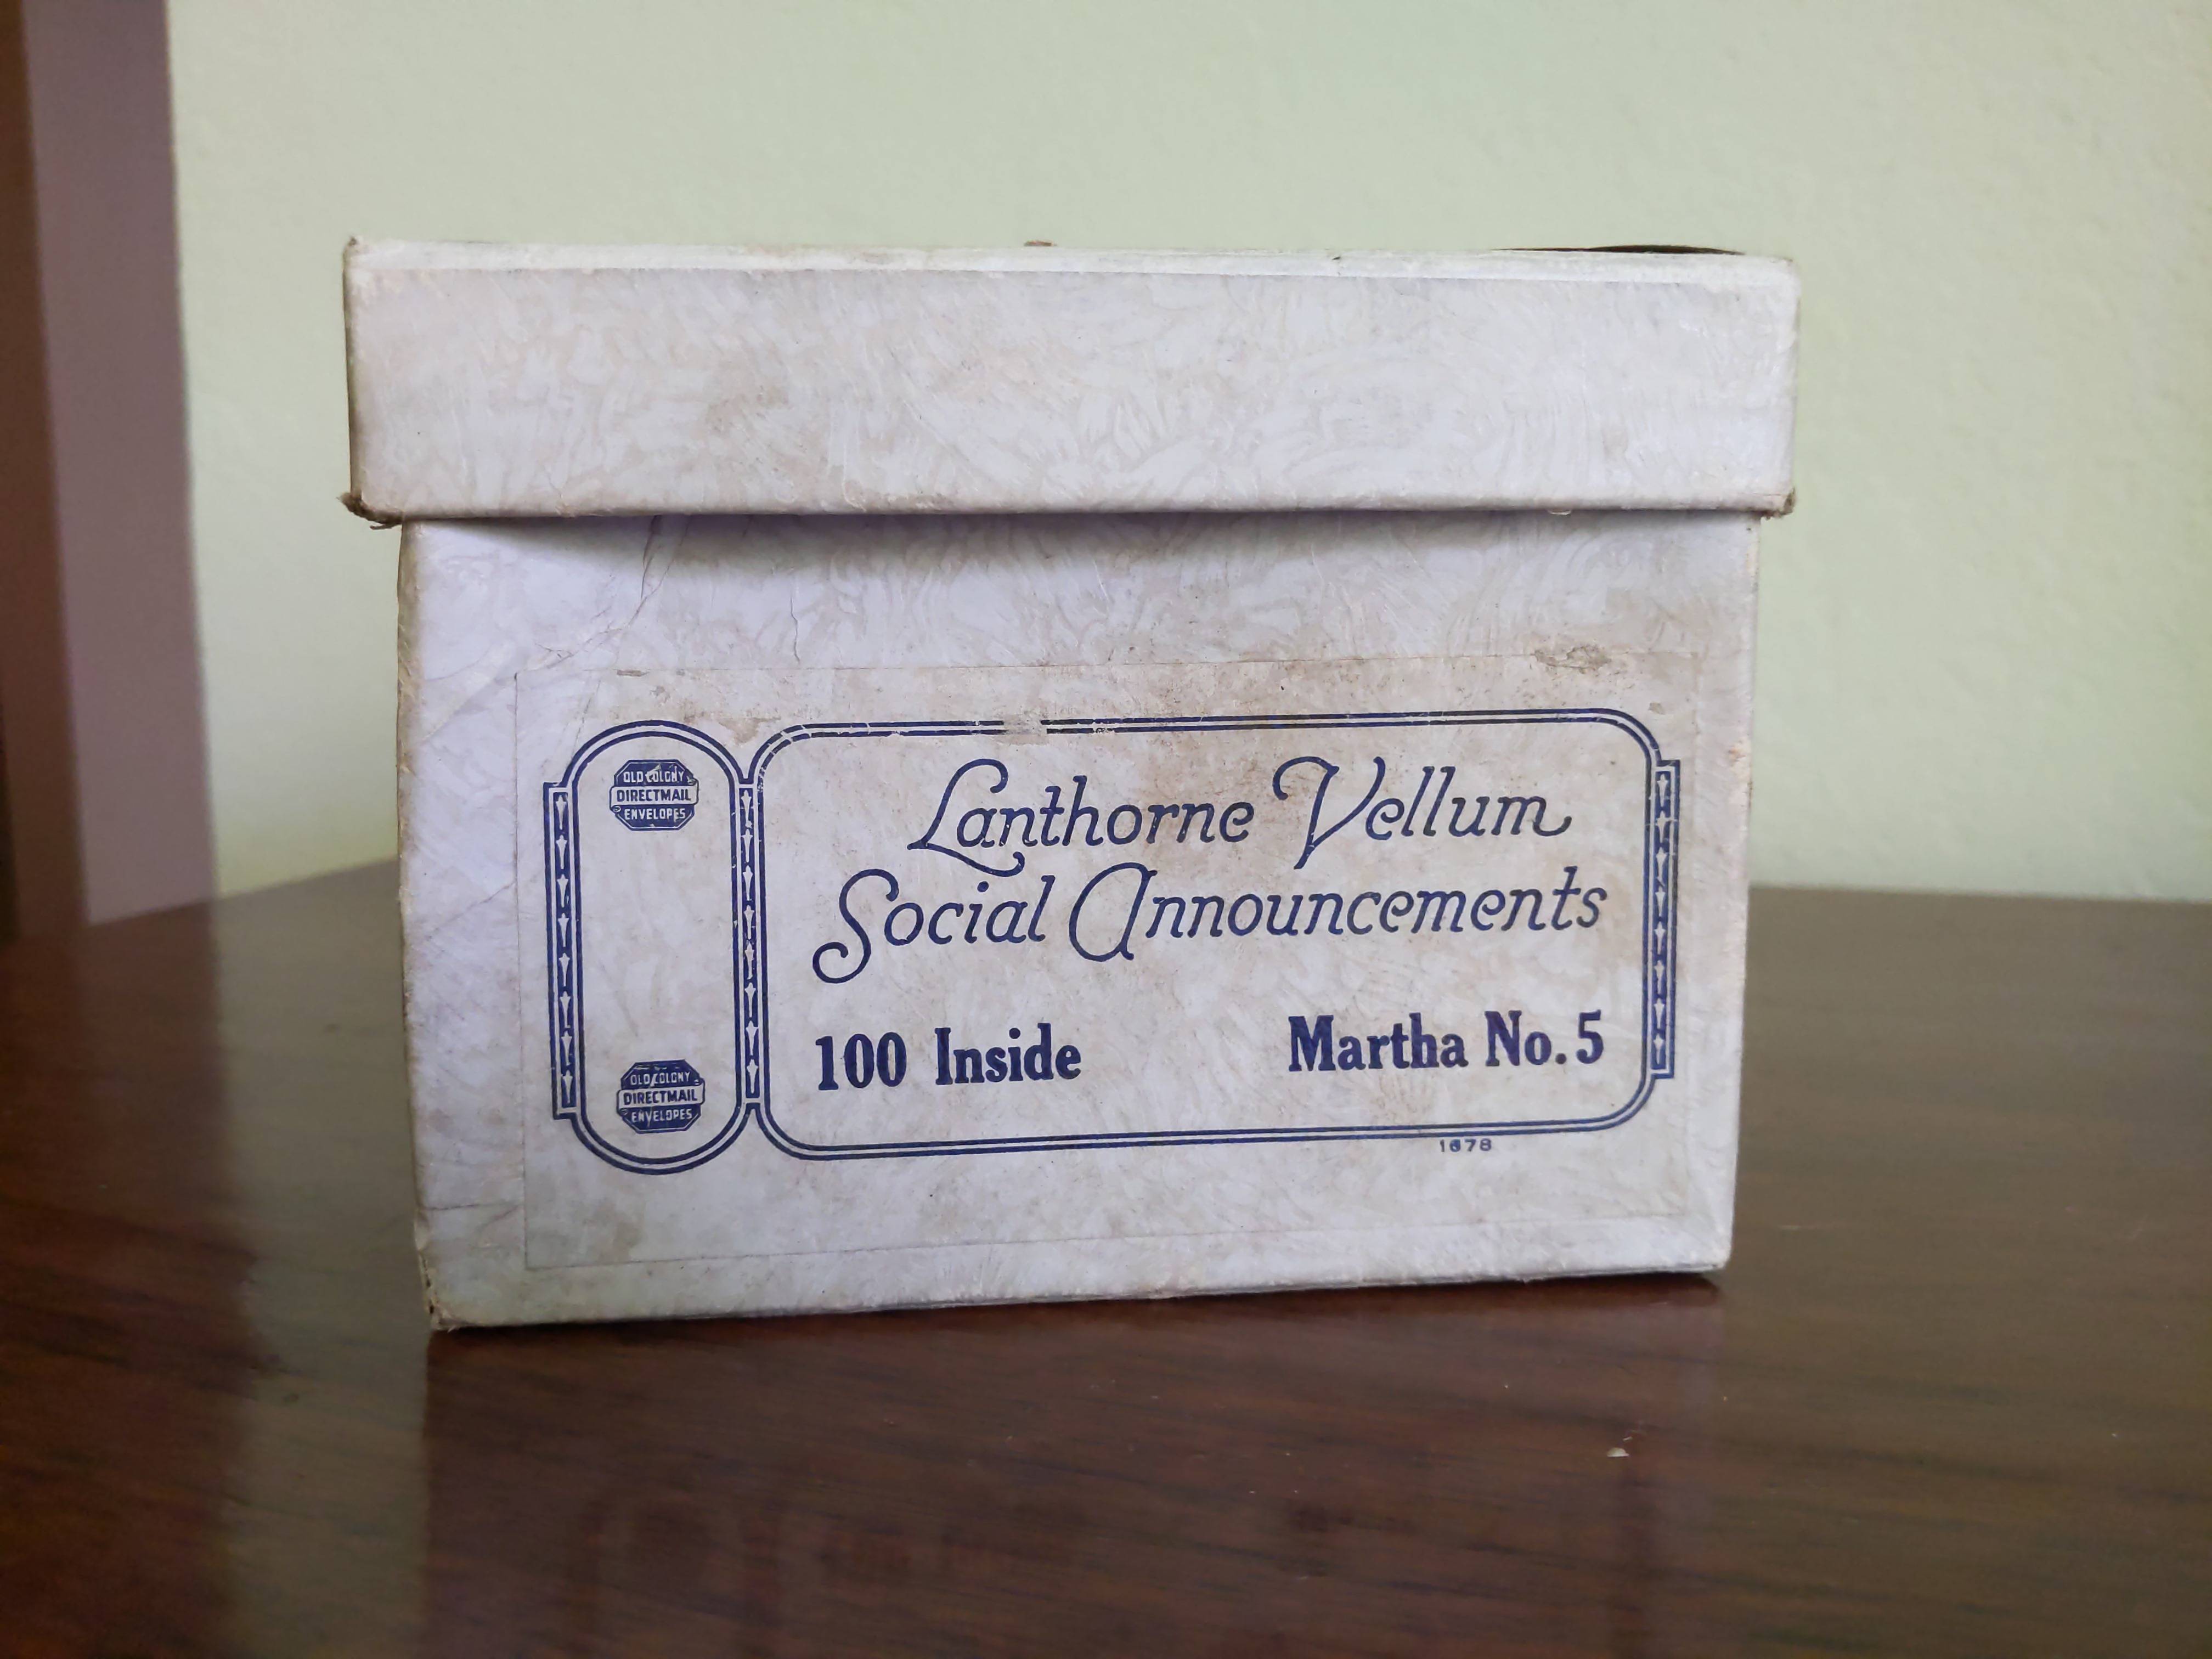 OLD COLONY
DIRECTMAIL
ENVELOPES
Lanthorne Vellum
Social Announcements
100 Inside
Martha No. 5
OLD COLONY
DIRECTMAIL
ENVELOPES
1678